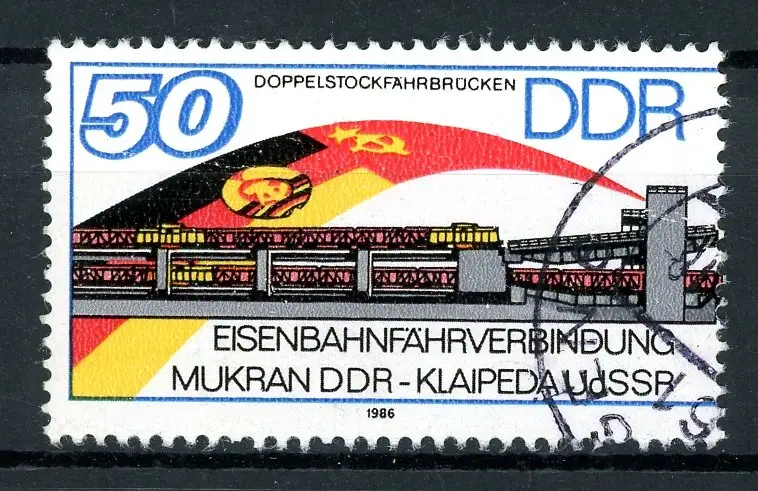 50 DOPPELSTOCKFÄHRBRÜCKEN DDR
EISENBAHNFÄHRVERBINDUNG
MUKRAN DDR-KLAIPEDA UdSSR
1986